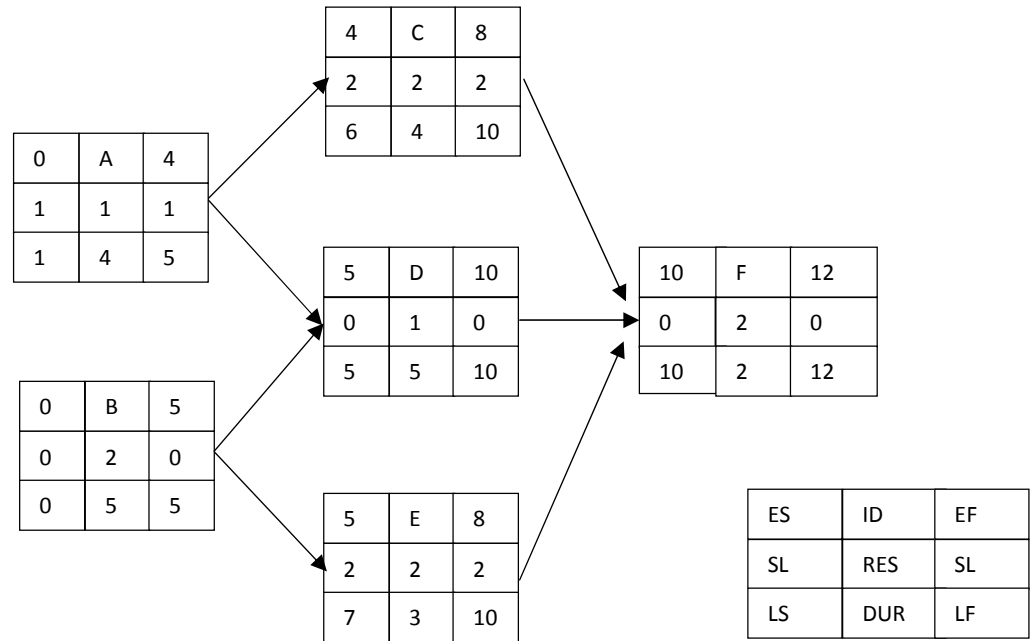 4 C 8
2 2 2
6 4 10
0 A 4
1 1 1
1 4 5
5 D 10
0 1 0
5 5 10
10 F 12
0 2 0
10 2 12
0 B 5
0 2 0
0 5 5
5 E 8
2 2 2
7 3 10
ES ID EF
SL RES SL
LS DUR LF